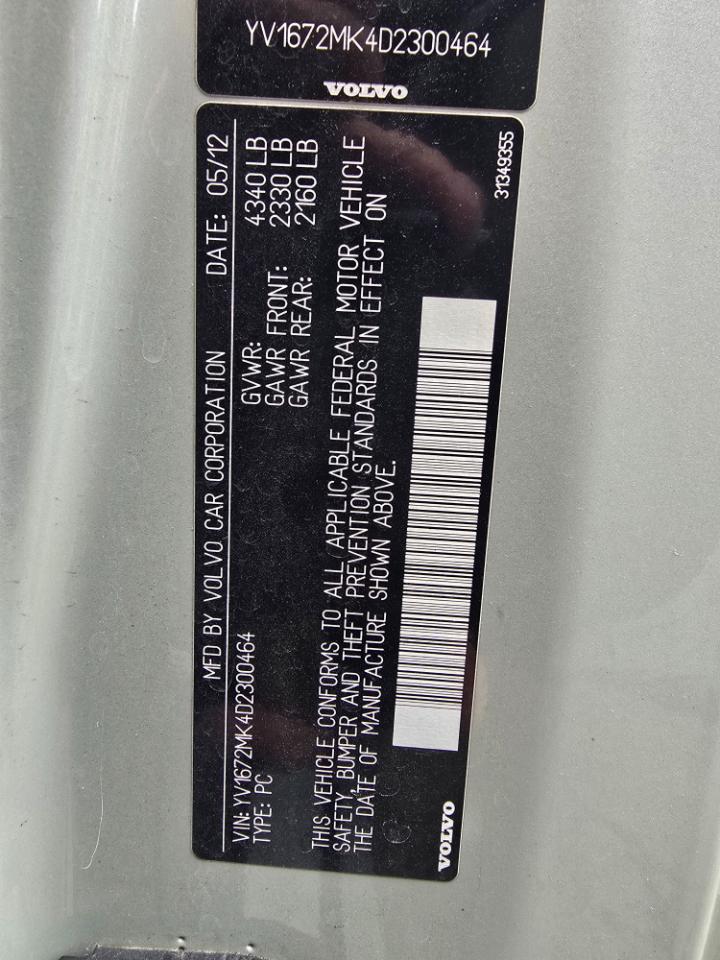 YV1672MK4D2300464
VOLVO
MFD BY VOLVO CAR CORPORATION DATE: 05/12
VIN: YV1672MK4D2300464 GVWR: 4340 LB
TYPE: PC GAWR FRONT: 2330 LB
GAWR REAR: 2160 LB
THIS VEHICLE CONFORMS TO ALL APPLICABLE FEDERAL MOTOR VEHICLE
SAFETY, BUMPER AND THEFT PREVENTION STANDARDS IN EFFECT ON
THE DATE OF MANUFACTURE SHOWN ABOVE.
VOLVO
31349355